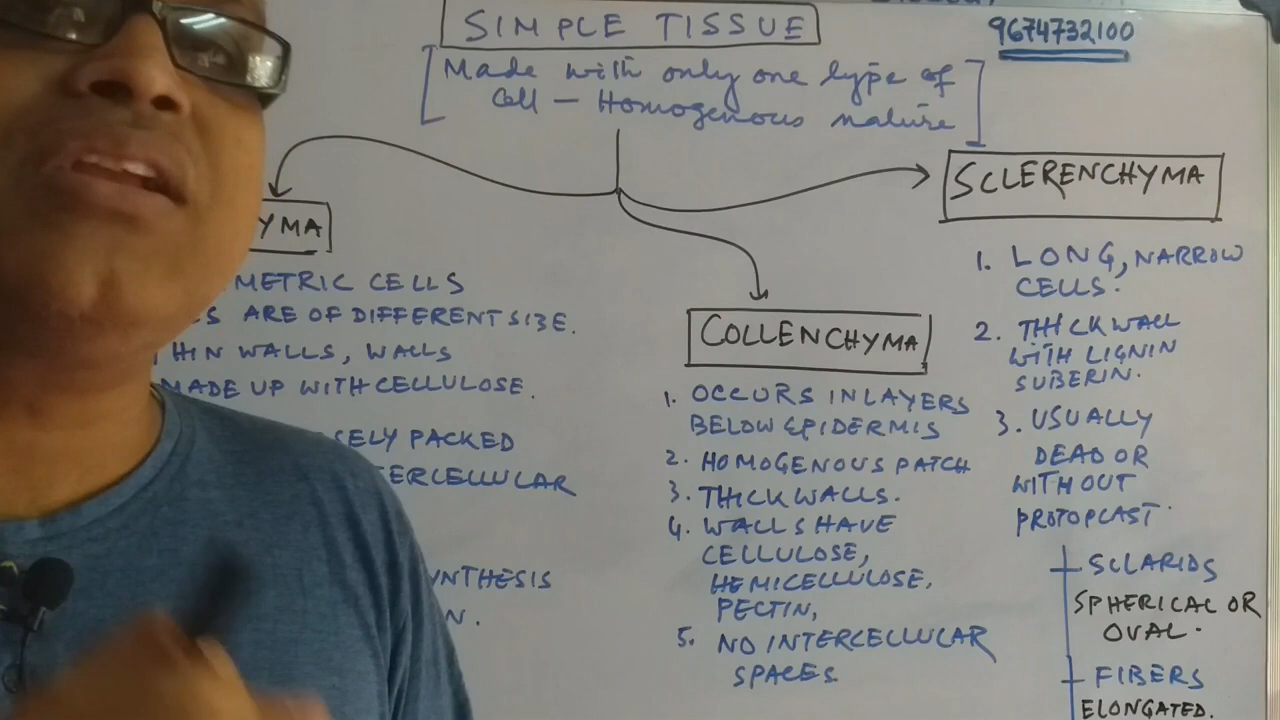 SIMPLE TISSUE
9674732100
[Made with only one type of
Cell — Homogenous nature]
YMA
METRIC CELLS
S ARE OF DIFFERENT SIZE.
THIN WALLS, WALLS
MADE UP WITH CELLULOSE.
SELY PACKED
ERCELLULAR
YNTHESIS
N.
COLLENCHYMA
1. OCCURS IN LAYERS
BELOW EPIDERMIS
2. HOMOGENOUS PATCH
3. THICK WALLS.
4. WALLS HAVE
CELLULOSE,
HEMICELLULOSE,
PECTIN,
5. NO INTERCELLULAR
SPACES
SCLERENCHYMA
1. LONG, NARROW
CELLS.
2. THICK WALL
WITH LIGNIN
SUBERIN.
3. USUALLY
DEAD OR
WITHOUT
PROTOPLAST.
SCLARIDS
SPHERICAL OR
OVAL.
FIBERS
ELONGATED.